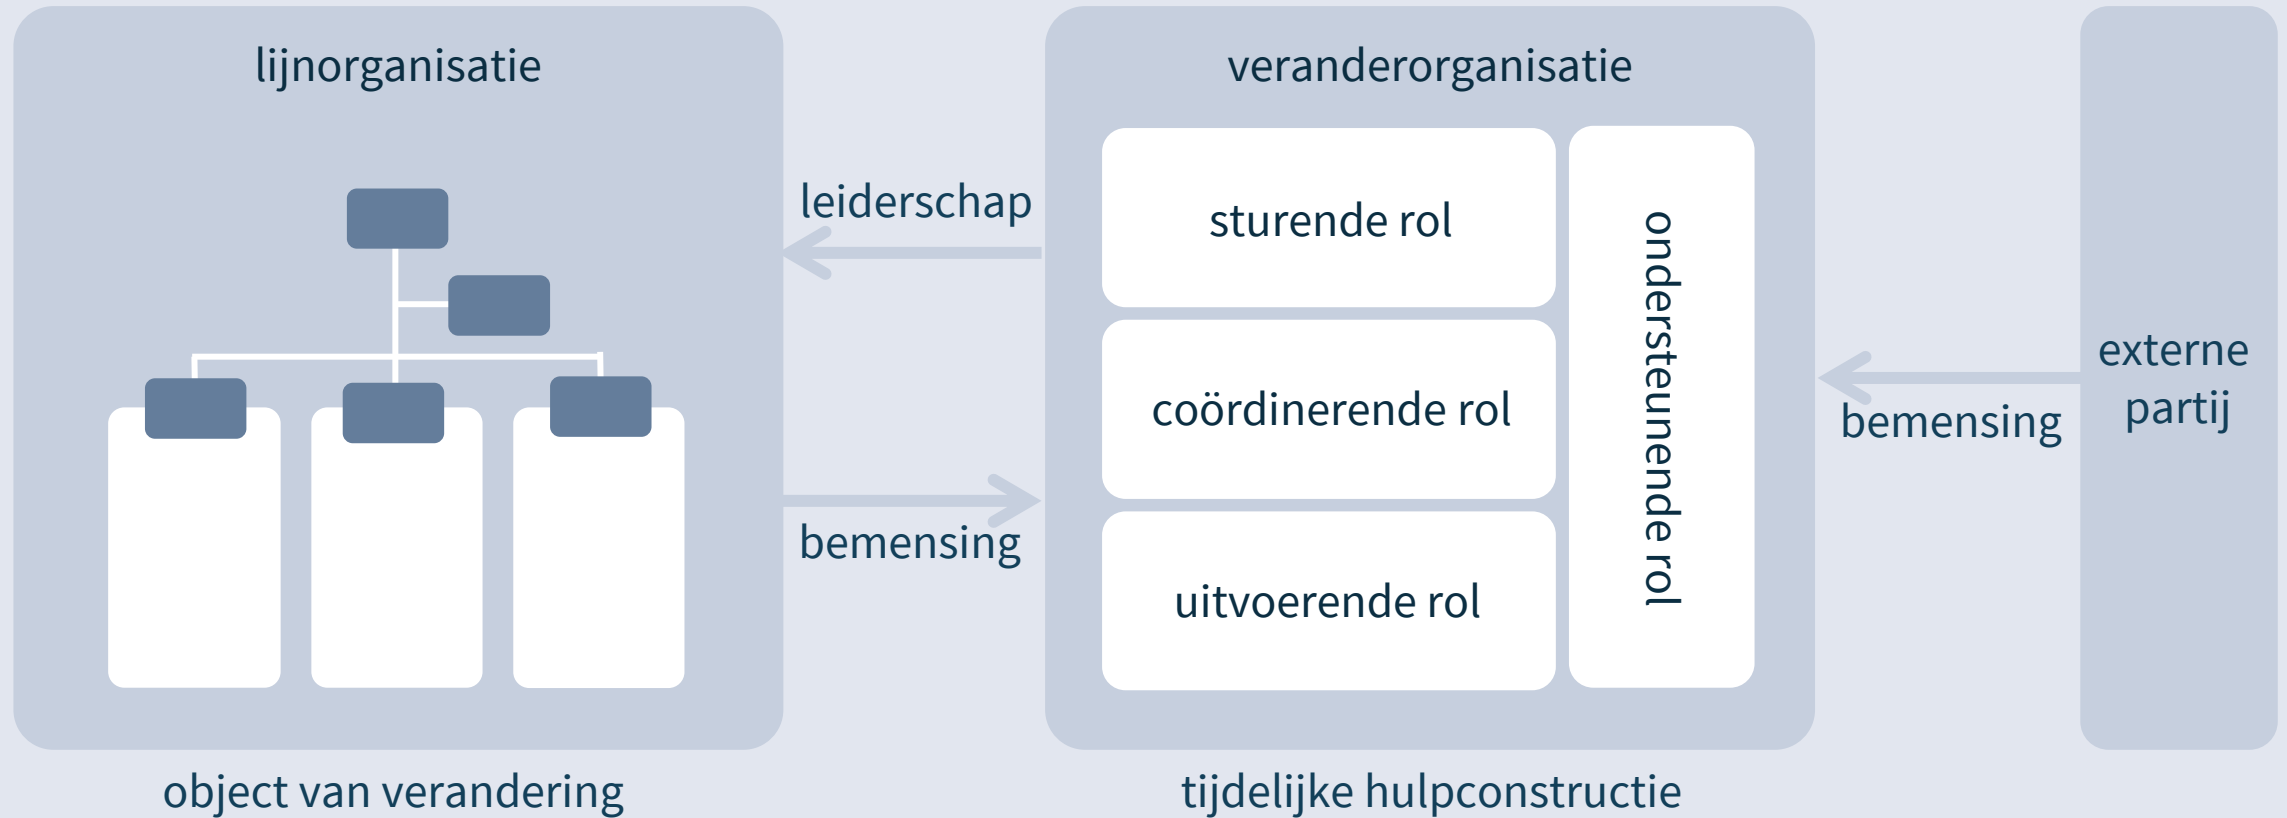 lijnorganisatie
object van verandering
leiderschap
bemensing
veranderorganisatie
sturende rol
coördinerende rol
uitvoerende rol
ondersteunende rol
tijdelijke hulpconstructie
bemensing
externe
partij